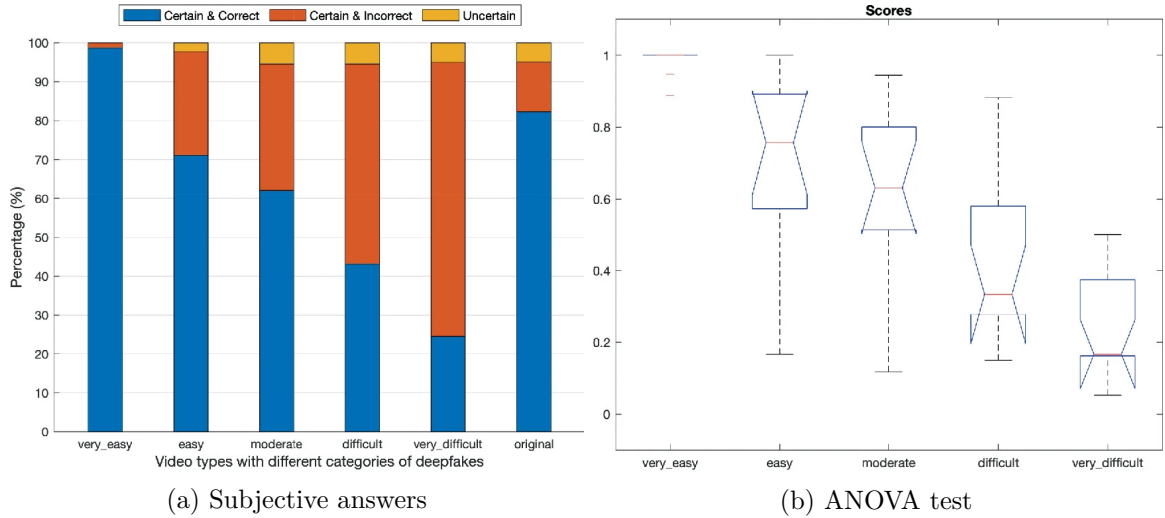 Certain & Correct Certain & Incorrect Uncertain
100
90
80
70
60
50
40
30
20
10
0
Percentage (%)
very_easy easy moderate difficult very_difficult original
Video types with different categories of deepfakes
(a) Subjective answers
Scores
1
0.8
0.6
0.4
0.2
0
very_easy easy moderate difficult very_difficult
(b) ANOVA test